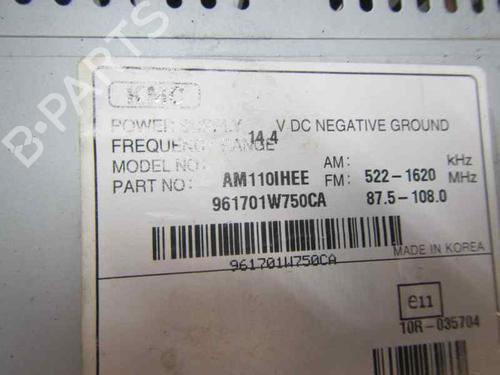 B-PARTS
KMC
POWER SUPPLY 14.4 V DC NEGATIVE GROUND
FREQUENCY RANGE
MODEL NO: AM110IHEE AM: 522-1620 kHz
PART NO: 961701W750CA FM: 87.5-108.0 MHz
961701W750CA
MADE IN KOREA
e11
10R-035704